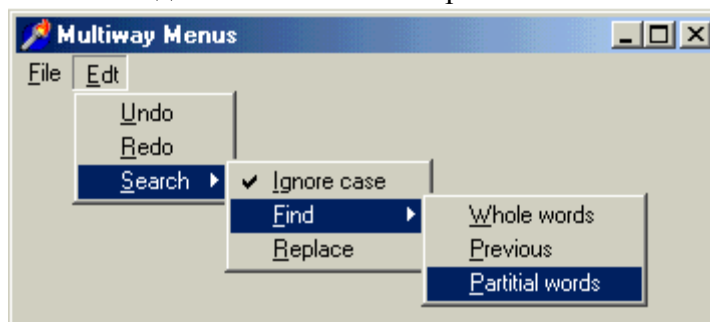 Multiway Menus
File Edt
Undo
Redo
Search
Ignore case
Find
Replace
Whole words
Previous
Partitial words